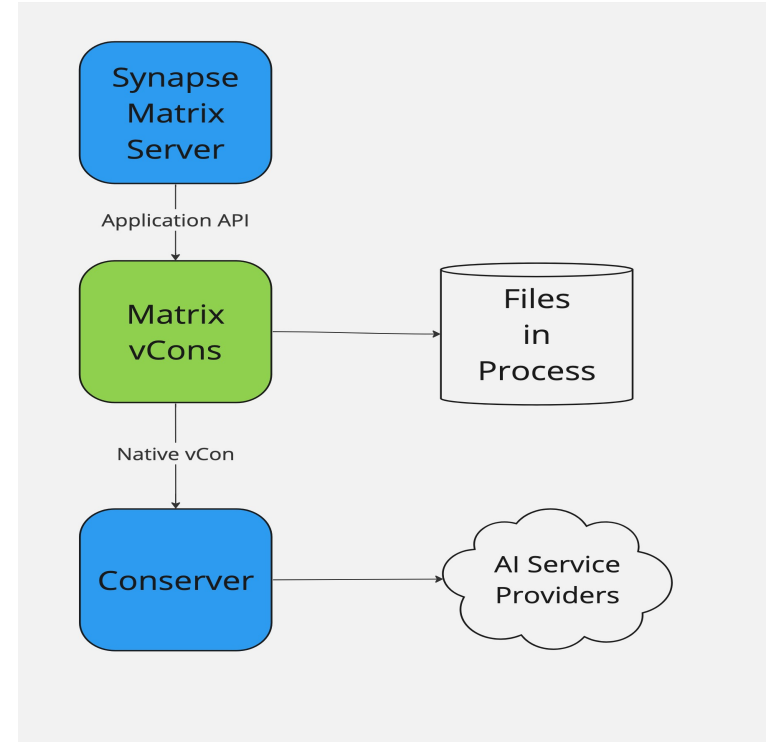 Synapse
Matrix
Server
Application API
Matrix
vCons
Files
in
Process
Native vCon
Conserver
AI Service
Providers